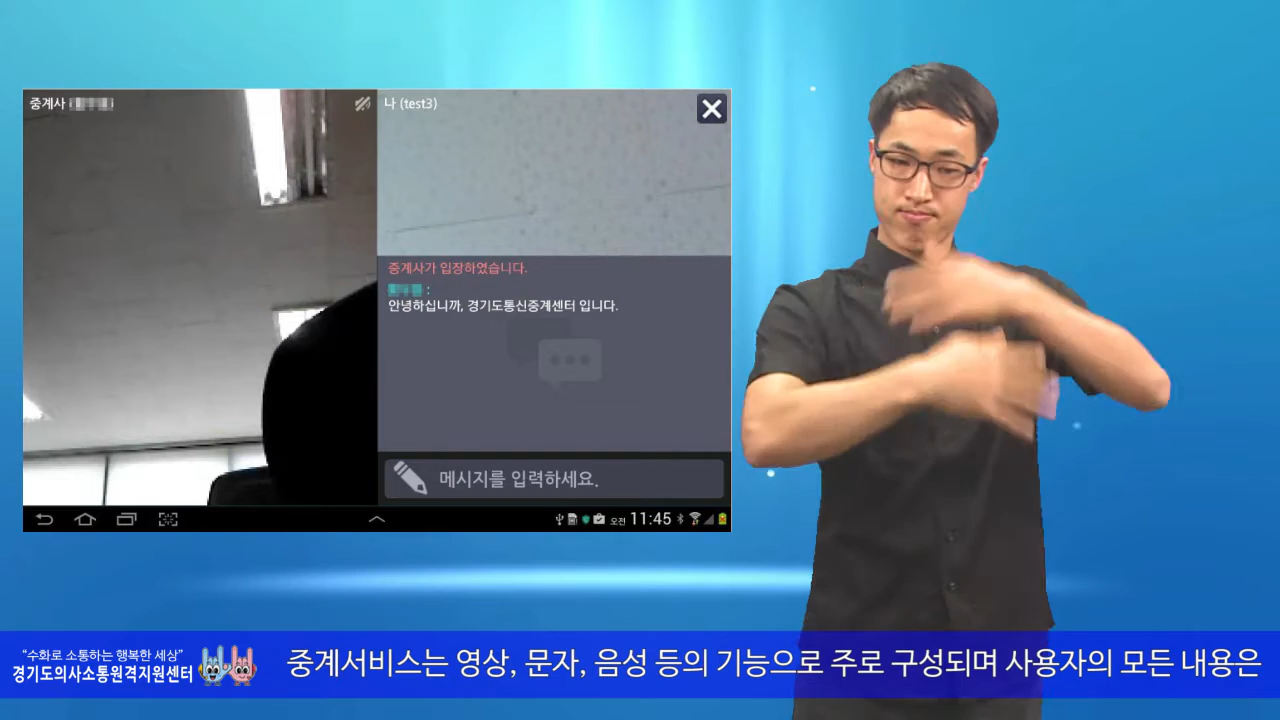 중계사
나 (test3)
중계사가 입장하였습니다.
:
안녕하십니까, 경기도통신중계센터 입니다.
메시지를 입력하세요.
오전 11:45
“수화로 소통하는 행복한 세상”
경기도의사소통원격지원센터
중계서비스는 영상, 문자, 음성 등의 기능으로 주로 구성되며 사용자의 모든 내용은